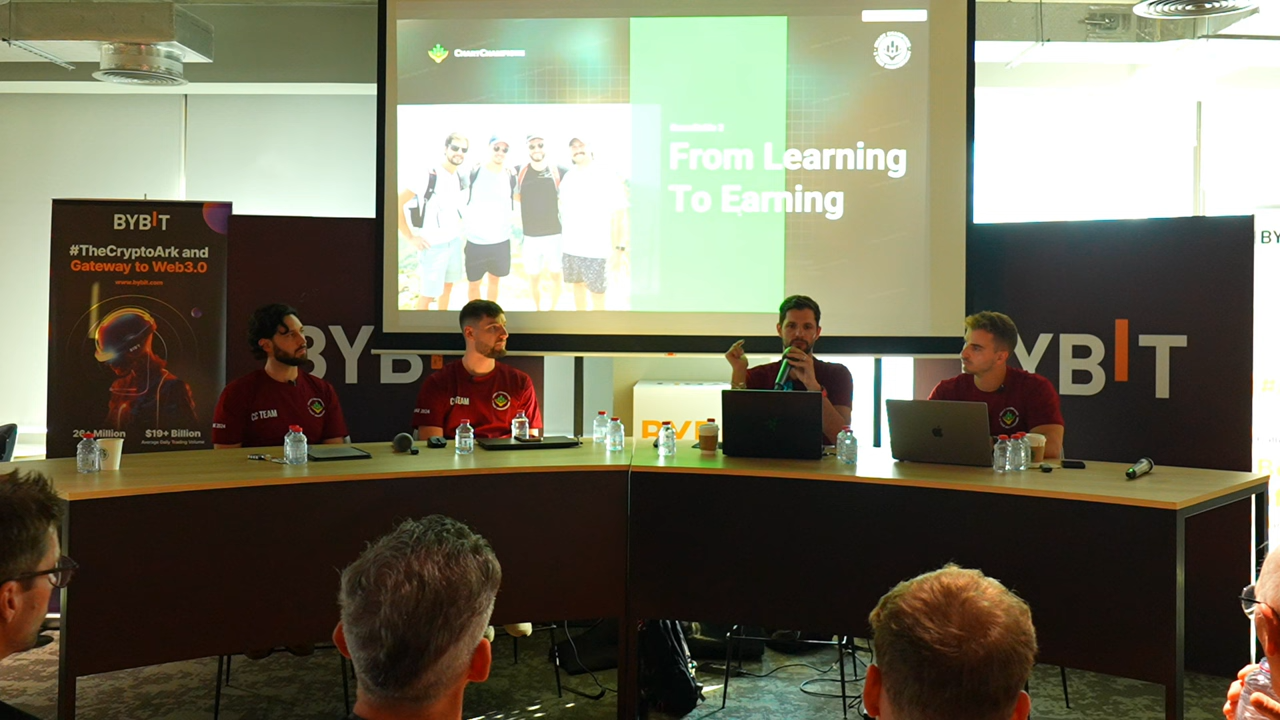 CHARTCHAMPIONS
From Learning
To Earning
BYBIT
#TheCryptoArk and
Gateway to Web3.0
www.bybit.com
26+ Million
$19+ Billion
Average Daily Trading Volume
BYBIT
CC TEAM
TEAM
BYBIT
BY